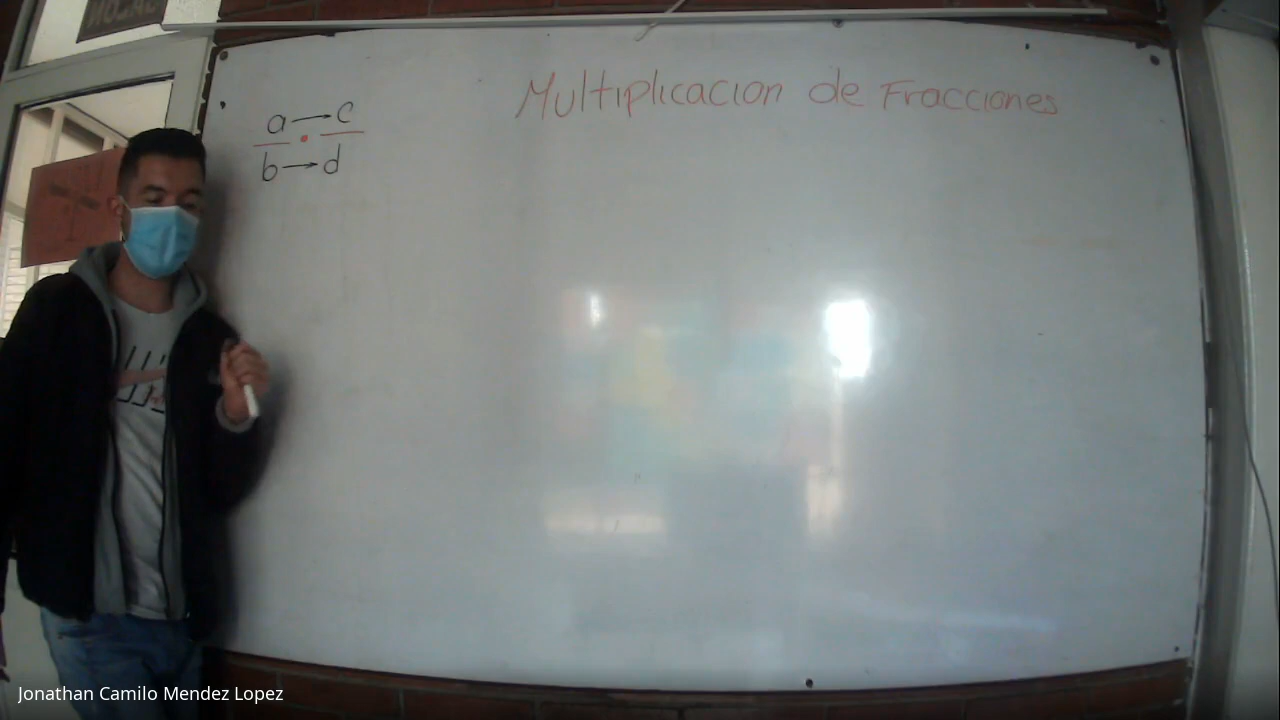 Multiplicacion de Fracciones
a → c
·
b → d
Jonathan Camilo Mendez Lopez